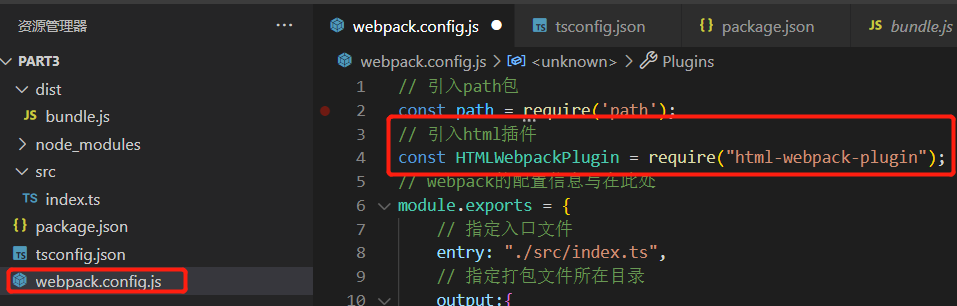 资源管理器 ···
PART3
dist
JS bundle.js
node_modules
src
TS index.ts
{} package.json
tsconfig.json
webpack.config.js
webpack.config.js tsconfig.json {} package.json JS bundle.js
webpack.config.js > <unknown> > Plugins
1 // 引入path包
2 const path = require('path');
3 // 引入html插件
4 const HTMLWebpackPlugin = require("html-webpack-plugin");
5 // webpack的配置信息写在此处
6 module.exports = {
7 // 指定入口文件
8 entry: "./src/index.ts",
9 // 指定打包文件所在目录
10 output:{